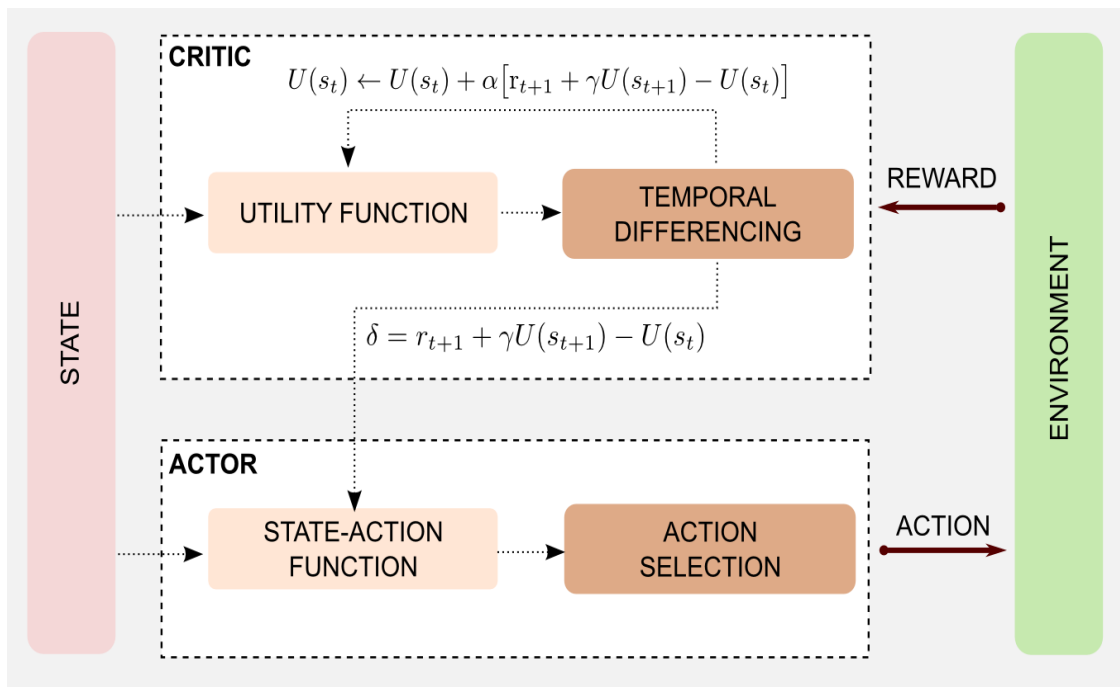 CRITIC
U(s_t) ← U(s_t) + α[r_{t+1} + γU(s_{t+1}) − U(s_t)]
UTILITY FUNCTION
TEMPORAL
DIFFERENCING
δ = r_{t+1} + γU(s_{t+1}) − U(s_t)
STATE
REWARD
ENVIRONMENT
ACTOR
STATE-ACTION
FUNCTION
ACTION
SELECTION
ACTION